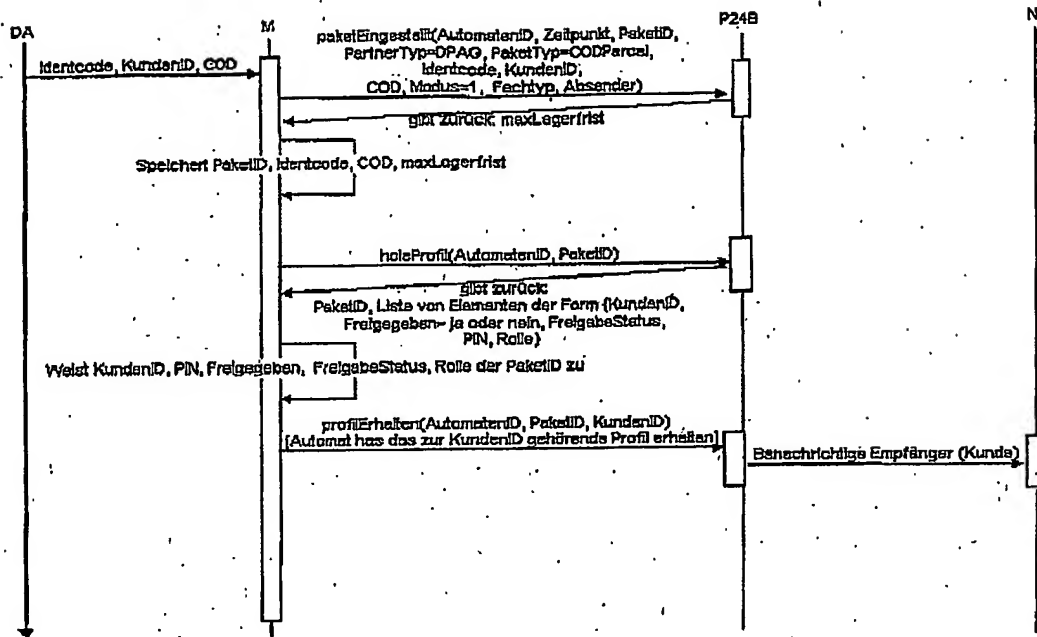 DA
M
P24B
N
Identcode, KundenID, COD
paketEingestellt(AutomatenID, Zeitpunkt, PaketID,
PartnerTyp=DPAG, PaketTyp=CODParcel,
Identcode, KundenID,
COD, Modus=1, Fachtyp, Absender)
gibt zurück: maxLagerfrist
Speichert PaketID, Identcode, COD, maxLagerfrist
holeProfil(AutomatenID, PaketID)
gibt zurück:
PaketID, Liste von Elementen der Form {KundenID,
Freigegeben= ja oder nein, FreigabeStatus,
PIN, Rolle}
Weist KundenID, PIN, Freigegeben, FreigabeStatus, Rolle der PaketID zu
profilErhalten(AutomatenID, PaketID, KundenID)
[Automat has das zur KundenID gehörende Profil erhalten]
Benachrichtige Empfänger (Kunde)